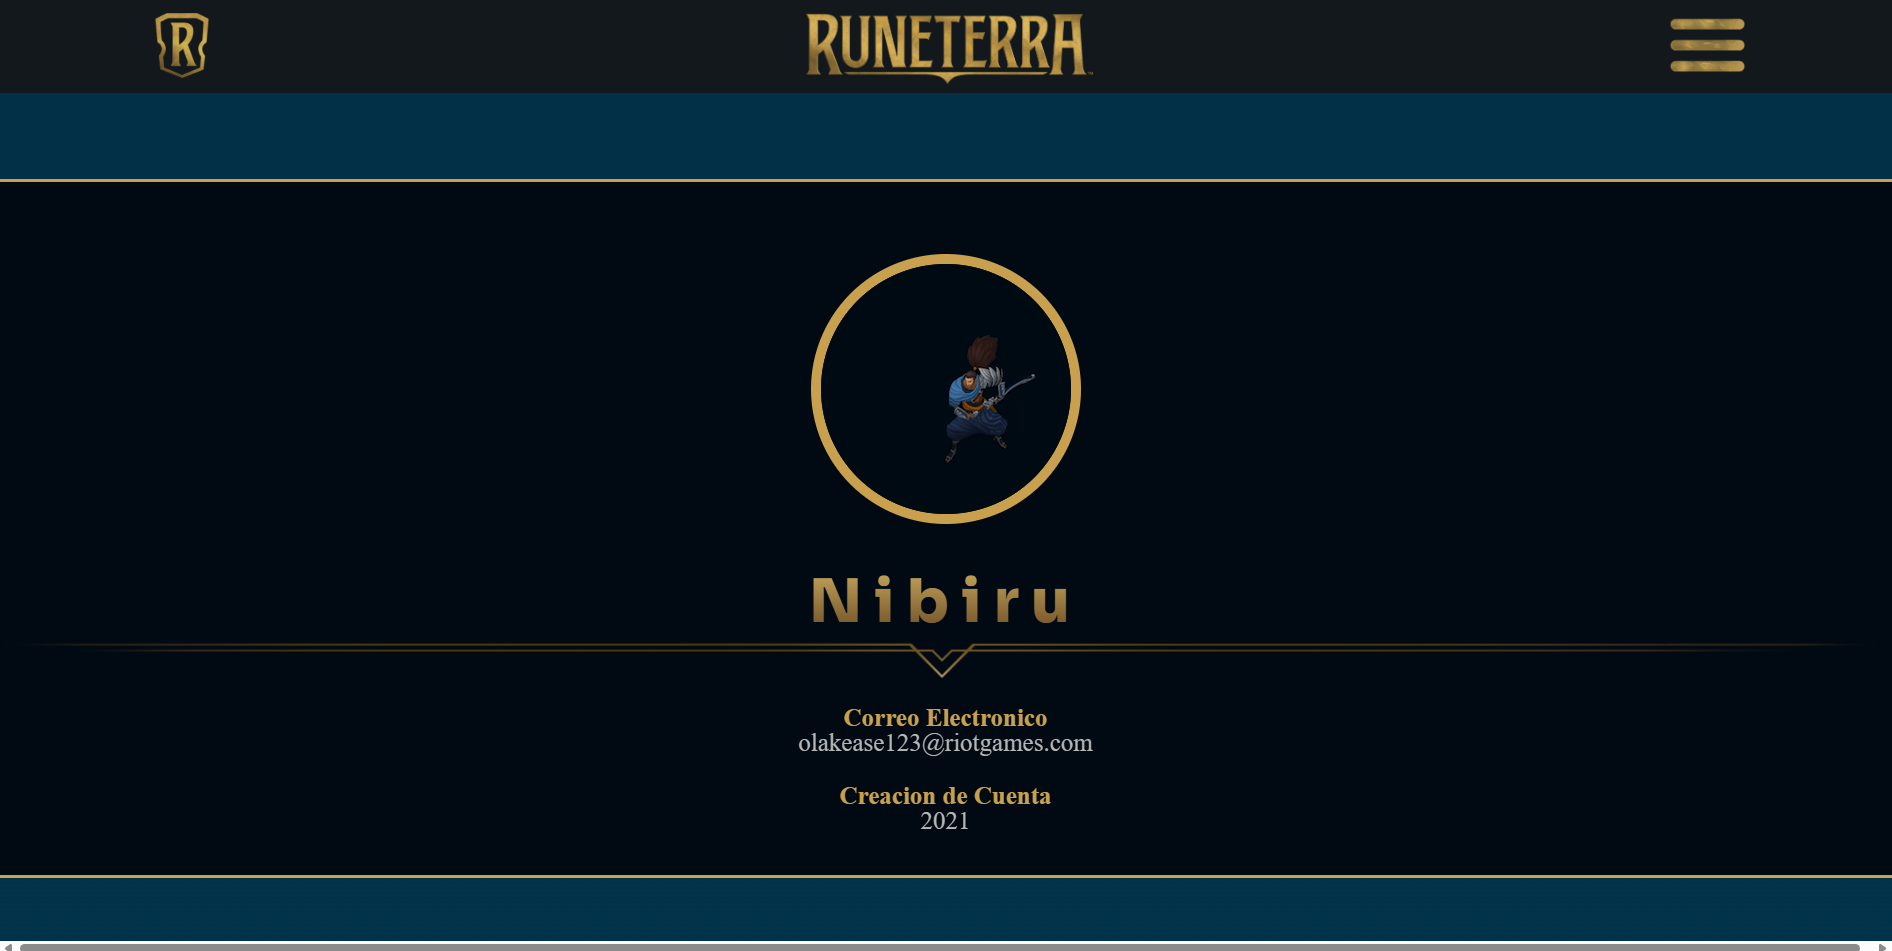 R
RUNETERRA
Nibiru
Correo Electronico
olakease123@riotgames.com
Creacion de Cuenta
2021